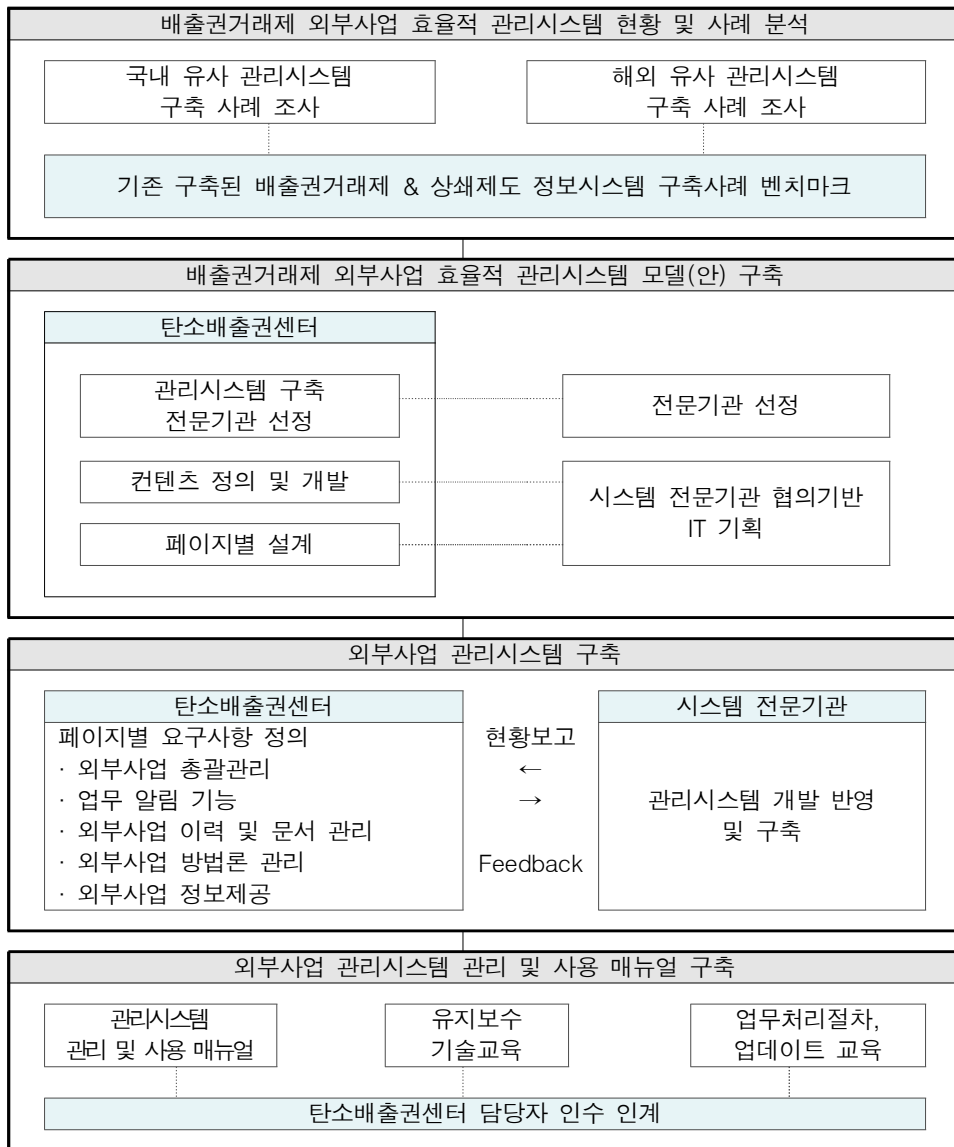 배출권거래제 외부사업 효율적 관리시스템 현황 및 사례 분석
국내 유사 관리시스템
구축 사례 조사
해외 유사 관리시스템
구축 사례 조사
기존 구축된 배출권거래제 & 상쇄제도 정보시스템 구축사례 벤치마크
배출권거래제 외부사업 효율적 관리시스템 모델(안) 구축
탄소배출권센터
관리시스템 구축
전문기관 선정
전문기관 선정
컨텐츠 정의 및 개발
페이지별 설계
시스템 전문기관 협의기반
IT 기획
외부사업 관리시스템 구축
탄소배출권센터
페이지별 요구사항 정의
· 외부사업 총괄관리
· 업무 알림 기능
· 외부사업 이력 및 문서 관리
· 외부사업 방법론 관리
· 외부사업 정보제공
현황보고
←
→
Feedback
시스템 전문기관
관리시스템 개발 반영
및 구축
외부사업 관리시스템 관리 및 사용 매뉴얼 구축
관리시스템
관리 및 사용 매뉴얼
유지보수
기술교육
업무처리절차,
업데이트 교육
탄소배출권센터 담당자 인수 인계